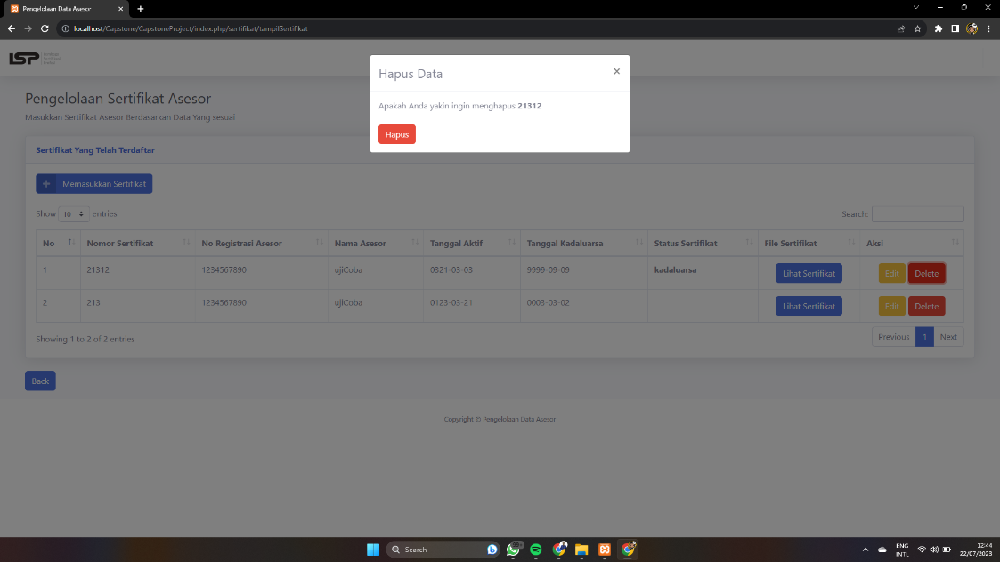 Pengelolaan Data Asesor
localhost/Capstone/CapstoneProject/index.php/sertifikat/tampilSertifikat
LSP
Hapus Data
Apakah Anda yakin ingin menghapus 21312
Hapus
Pengelolaan Sertifikat Asesor
Masukkan Sertifikat Asesor Berdasarkan Data Yang sesuai
Sertifikat Yang Telah Terdaftar
Memasukkan Sertifikat
Show 10 entries Search:
No Nomor Sertifikat No Registrasi Asesor Nama Asesor Tanggal Aktif Tanggal Kadaluarsa Status Sertifikat File Sertifikat Aksi
1 21312 1234567890 ujiCoba 0321-03-03 9999-09-09 kadaluarsa Lihat Sertifikat Edit Delete
2 213 1234567890 ujiCoba 0123-03-21 0003-03-02 Lihat Sertifikat Edit Delete
Showing 1 to 2 of 2 entries Previous 1 Next
Back
Copyright © Pengelolaan Data Asesor
Search 99+ ENG 12:44
INTL 22/07/2023